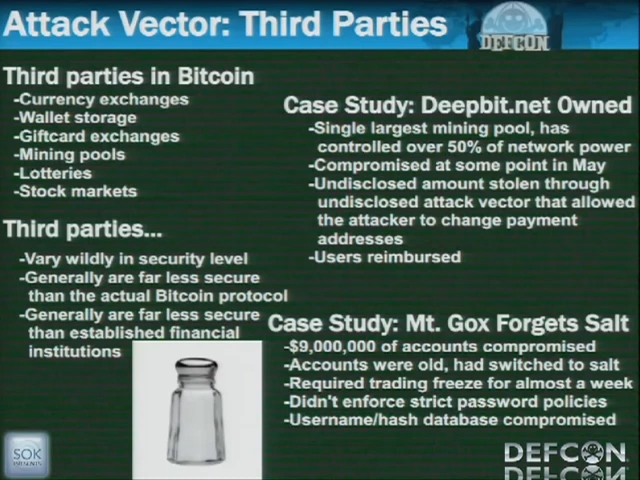 Attack Vector: Third Parties
DEFCON
Third parties in Bitcoin
-Currency exchanges
-Wallet storage
-Giftcard exchanges
-Mining pools
-Lotteries
-Stock markets
Third parties...
-Vary wildly in security level
-Generally are far less secure
than the actual Bitcoin protocol
-Generally are far less secure
than established financial
institutions
Case Study: Deepbit.net Owned
-Single largest mining pool, has
controlled over 50% of network power
-Compromised at some point in May
-Undisclosed amount stolen through
undisclosed attack vector that allowed
the attacker to change payment
addresses
-Users reimbursed
Case Study: Mt. Gox Forgets Salt
-$9,000,000 of accounts compromised
-Accounts were old, had switched to salt
-Required trading freeze for almost a week
-Didn't enforce strict password policies
-Username/hash database compromised
SOK
PRESENTS
DEFCON